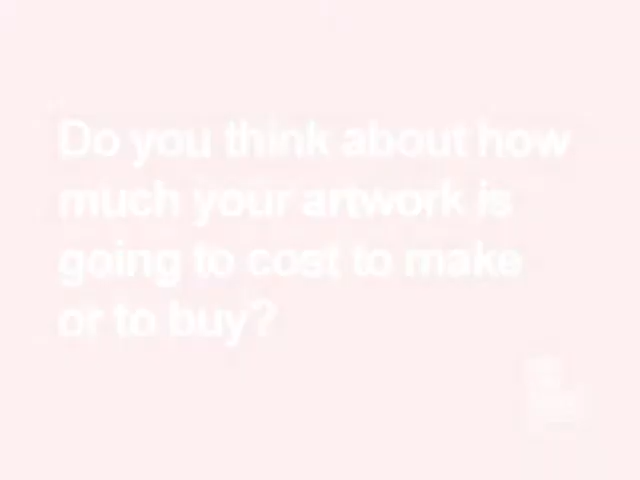 Do you think about how
much your artwork is
going to cost to make
or to buy?